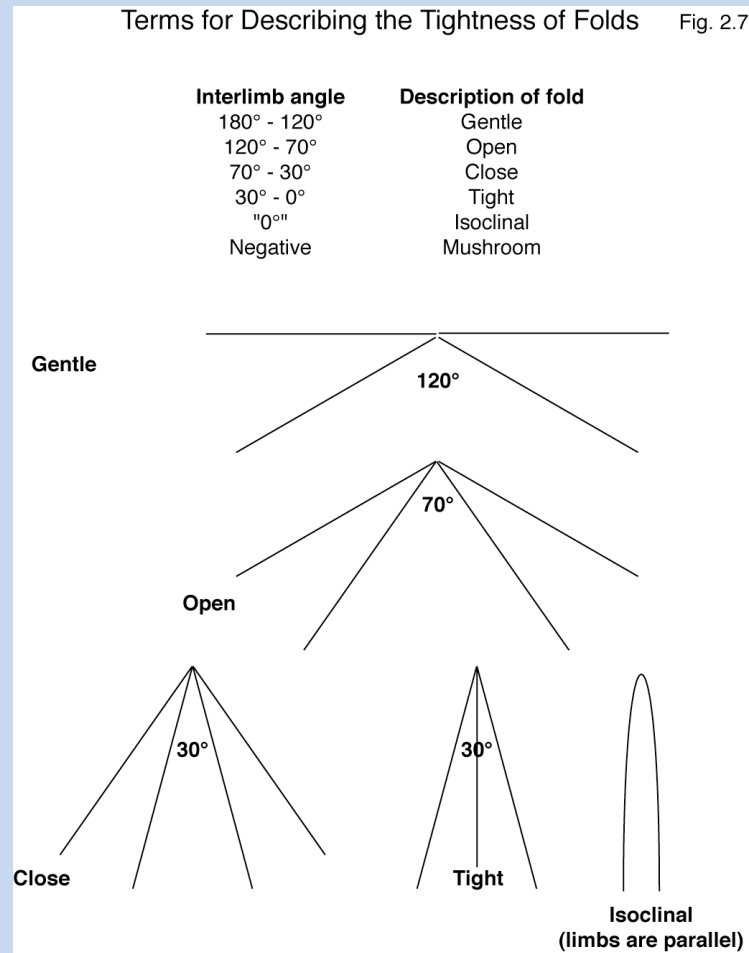 Terms for Describing the Tightness of Folds Fig. 2.7
Interlimb angle Description of fold
180° - 120° Gentle
120° - 70° Open
70° - 30° Close
30° - 0° Tight
"0°" Isoclinal
Negative Mushroom
Gentle
120°
70°
Open
30° 30°
Close Tight
Isoclinal
(limbs are parallel)